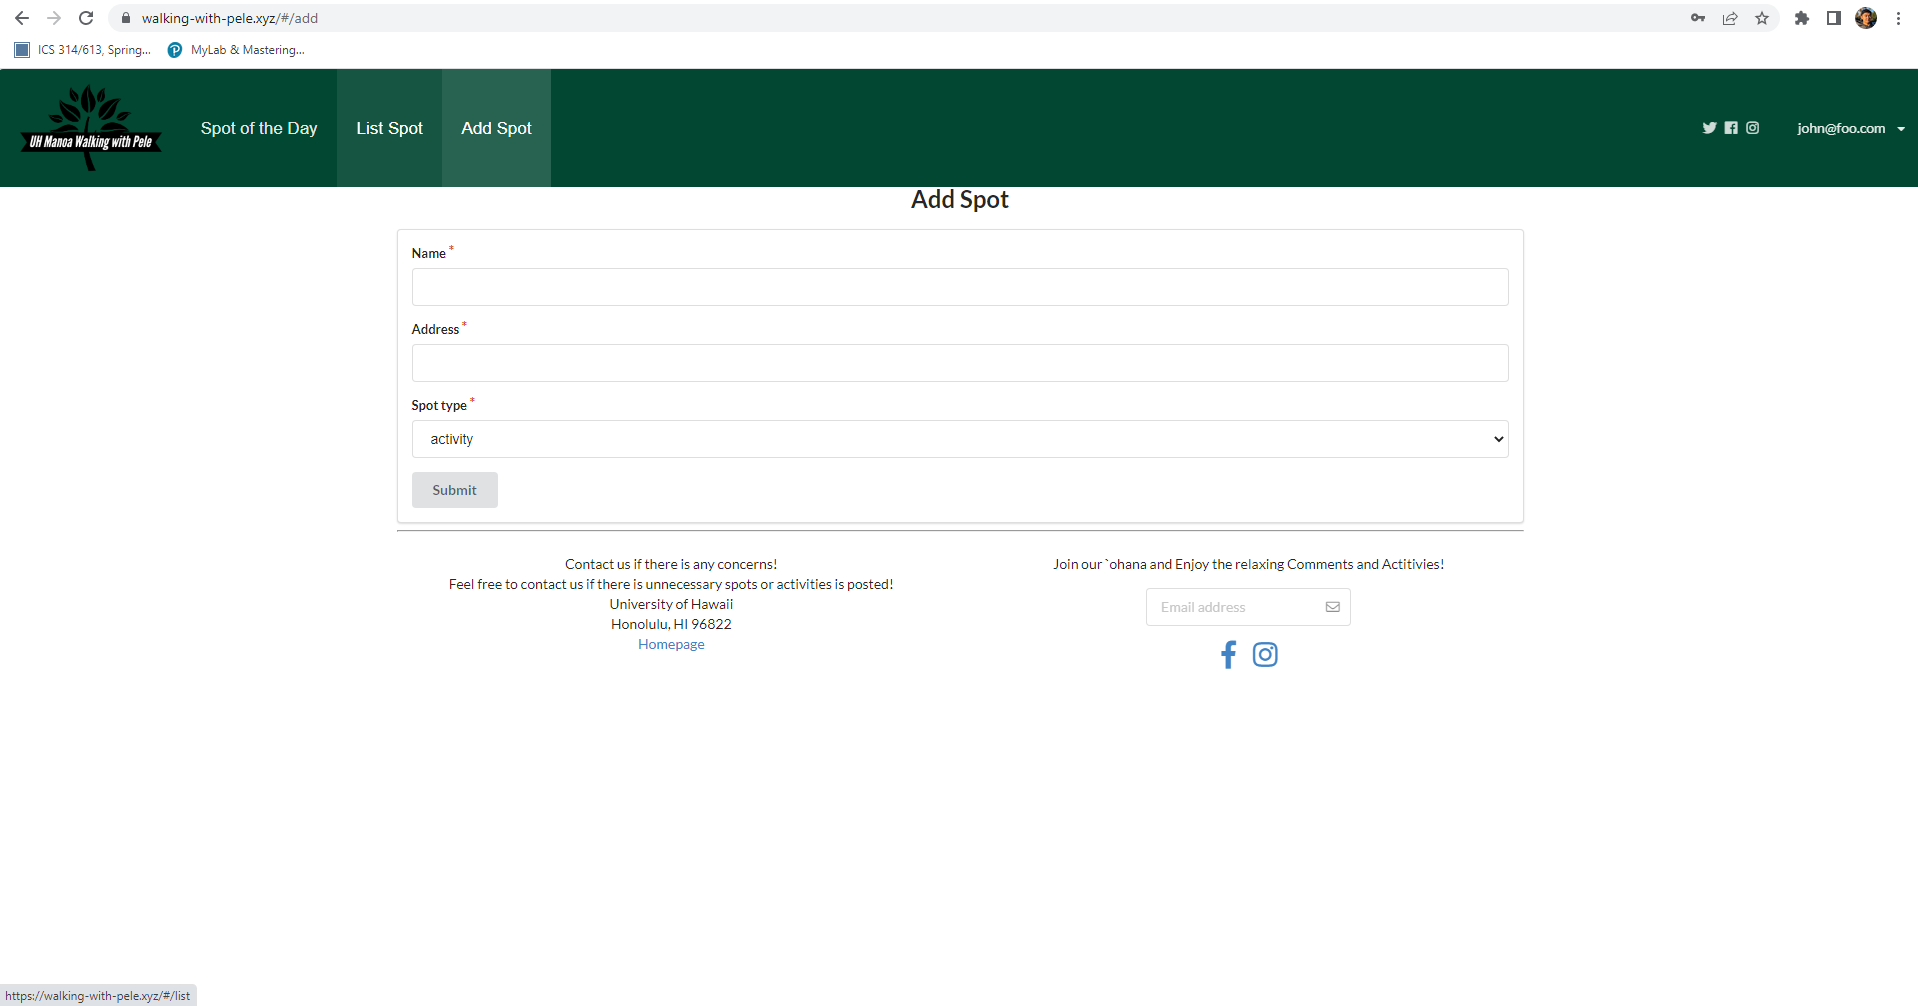 walking-with-pele.xyz/#/add
ICS 314/613, Spring...
MyLab & Mastering...
UH Manoa Walking with Pele
Spot of the Day
List Spot
Add Spot
john@foo.com
Add Spot
Name *
Address *
Spot type *
activity
Submit
Contact us if there is any concerns!
Feel free to contact us if there is unnecessary spots or activities is posted!
University of Hawaii
Honolulu, HI 96822
Homepage
Join our `ohana and Enjoy the relaxing Comments and Actitivies!
Email address
https://walking-with-pele.xyz/#/list